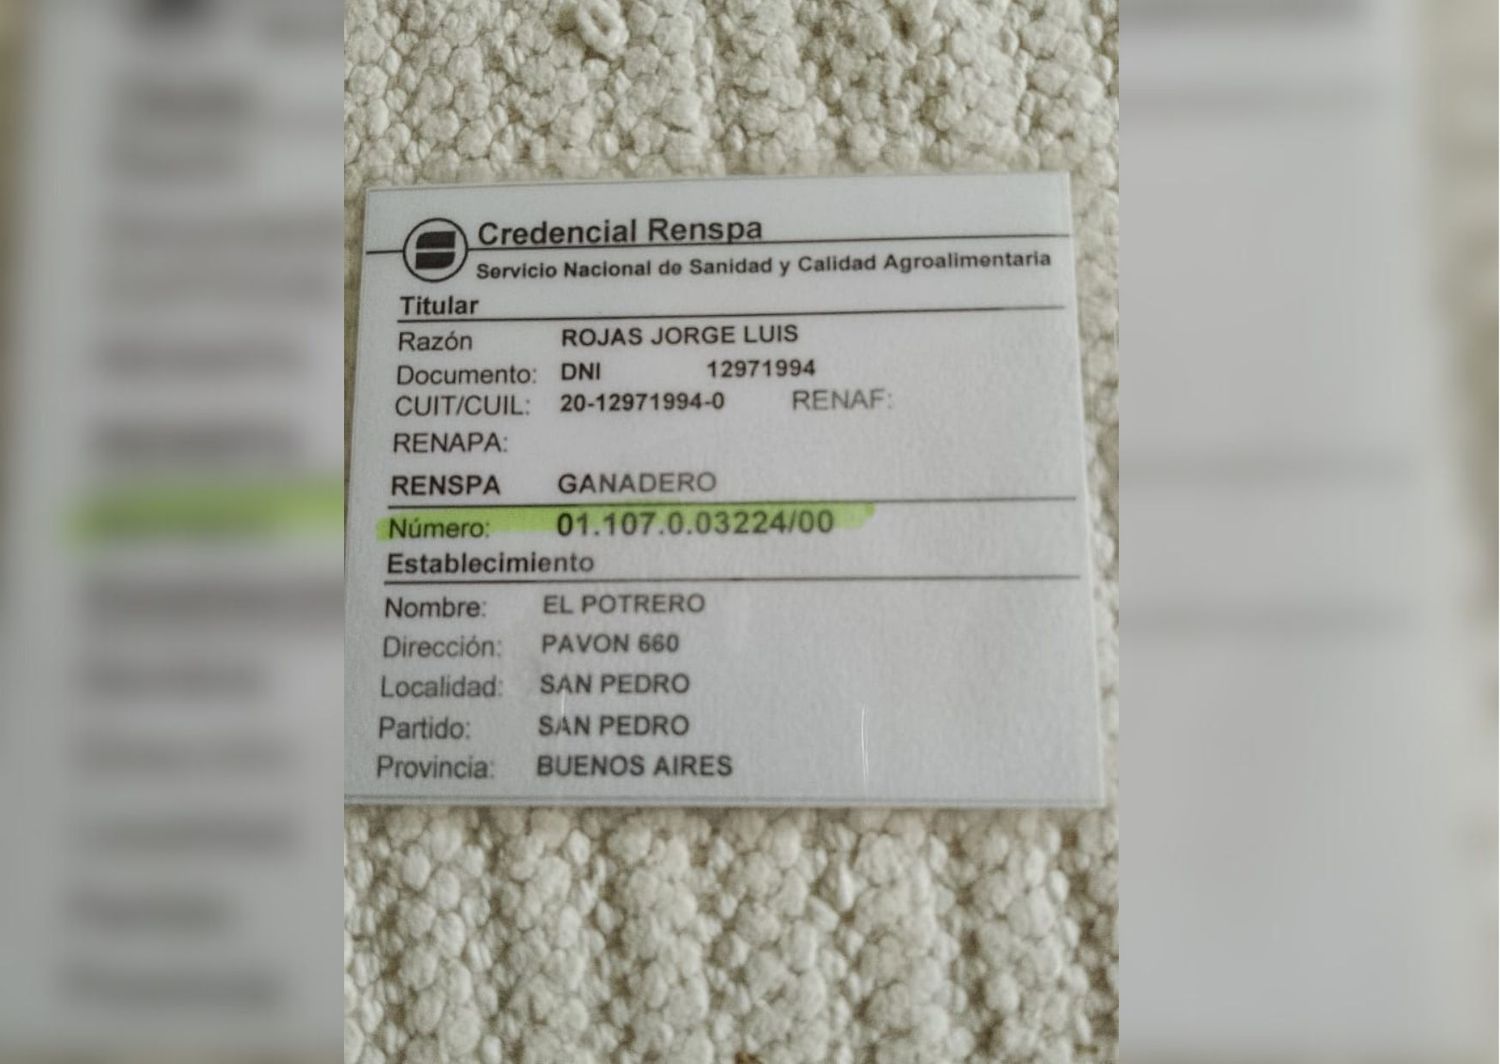 Credencial Renspa
Servicio Nacional de Sanidad y Calidad Agroalimentaria
Titular
Razón ROJAS JORGE LUIS
Documento: DNI 12971994
CUIT/CUIL: 20-12971994-0 RENAF:
RENAPA:
RENSPA GANADERO
Número: 01.107.0.03224/00
Establecimiento
Nombre: EL POTRERO
Dirección: PAVON 660
Localidad: SAN PEDRO
Partido: SAN PEDRO
Provincia: BUENOS AIRES